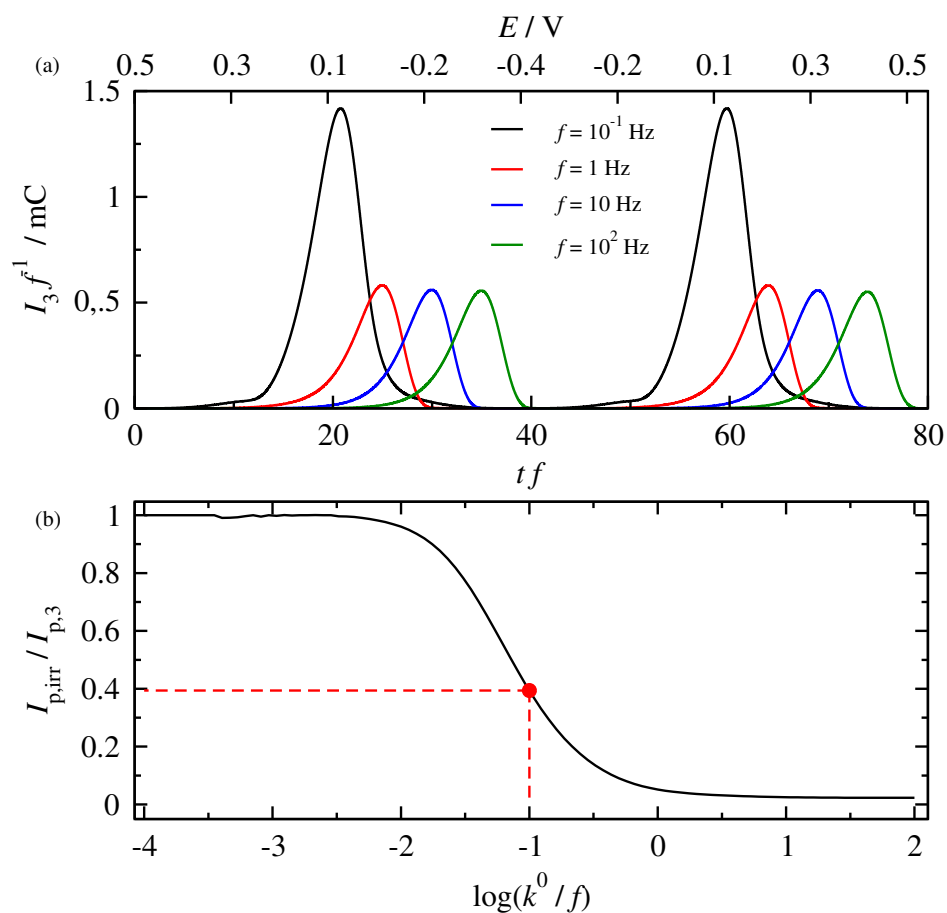 E / V
(a)
0.5 0.3 0.1 -0.2 -0.4 -0.2 0.1 0.3 0.5
1.5
1
0,.5
0
I₃ f⁻¹ / mC
f = 10⁻¹ Hz
f = 1 Hz
f = 10 Hz
f = 10² Hz
0 20 40 60 80
t f
(b)
1
0.8
0.6
0.4
0.2
0
I_p,irr / I_p,3
-4 -3 -2 -1 0 1 2
log(k⁰ / f)